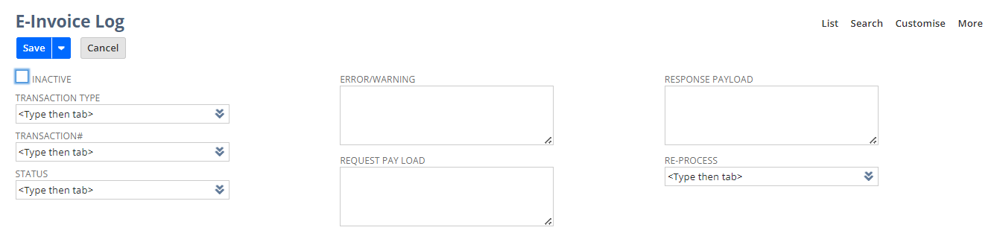 E-Invoice Log
List Search Customise More
Save Cancel
INACTIVE
TRANSACTION TYPE
<Type then tab>
TRANSACTION#
<Type then tab>
STATUS
<Type then tab>
ERROR/WARNING
REQUEST PAY LOAD
RESPONSE PAYLOAD
RE-PROCESS
<Type then tab>